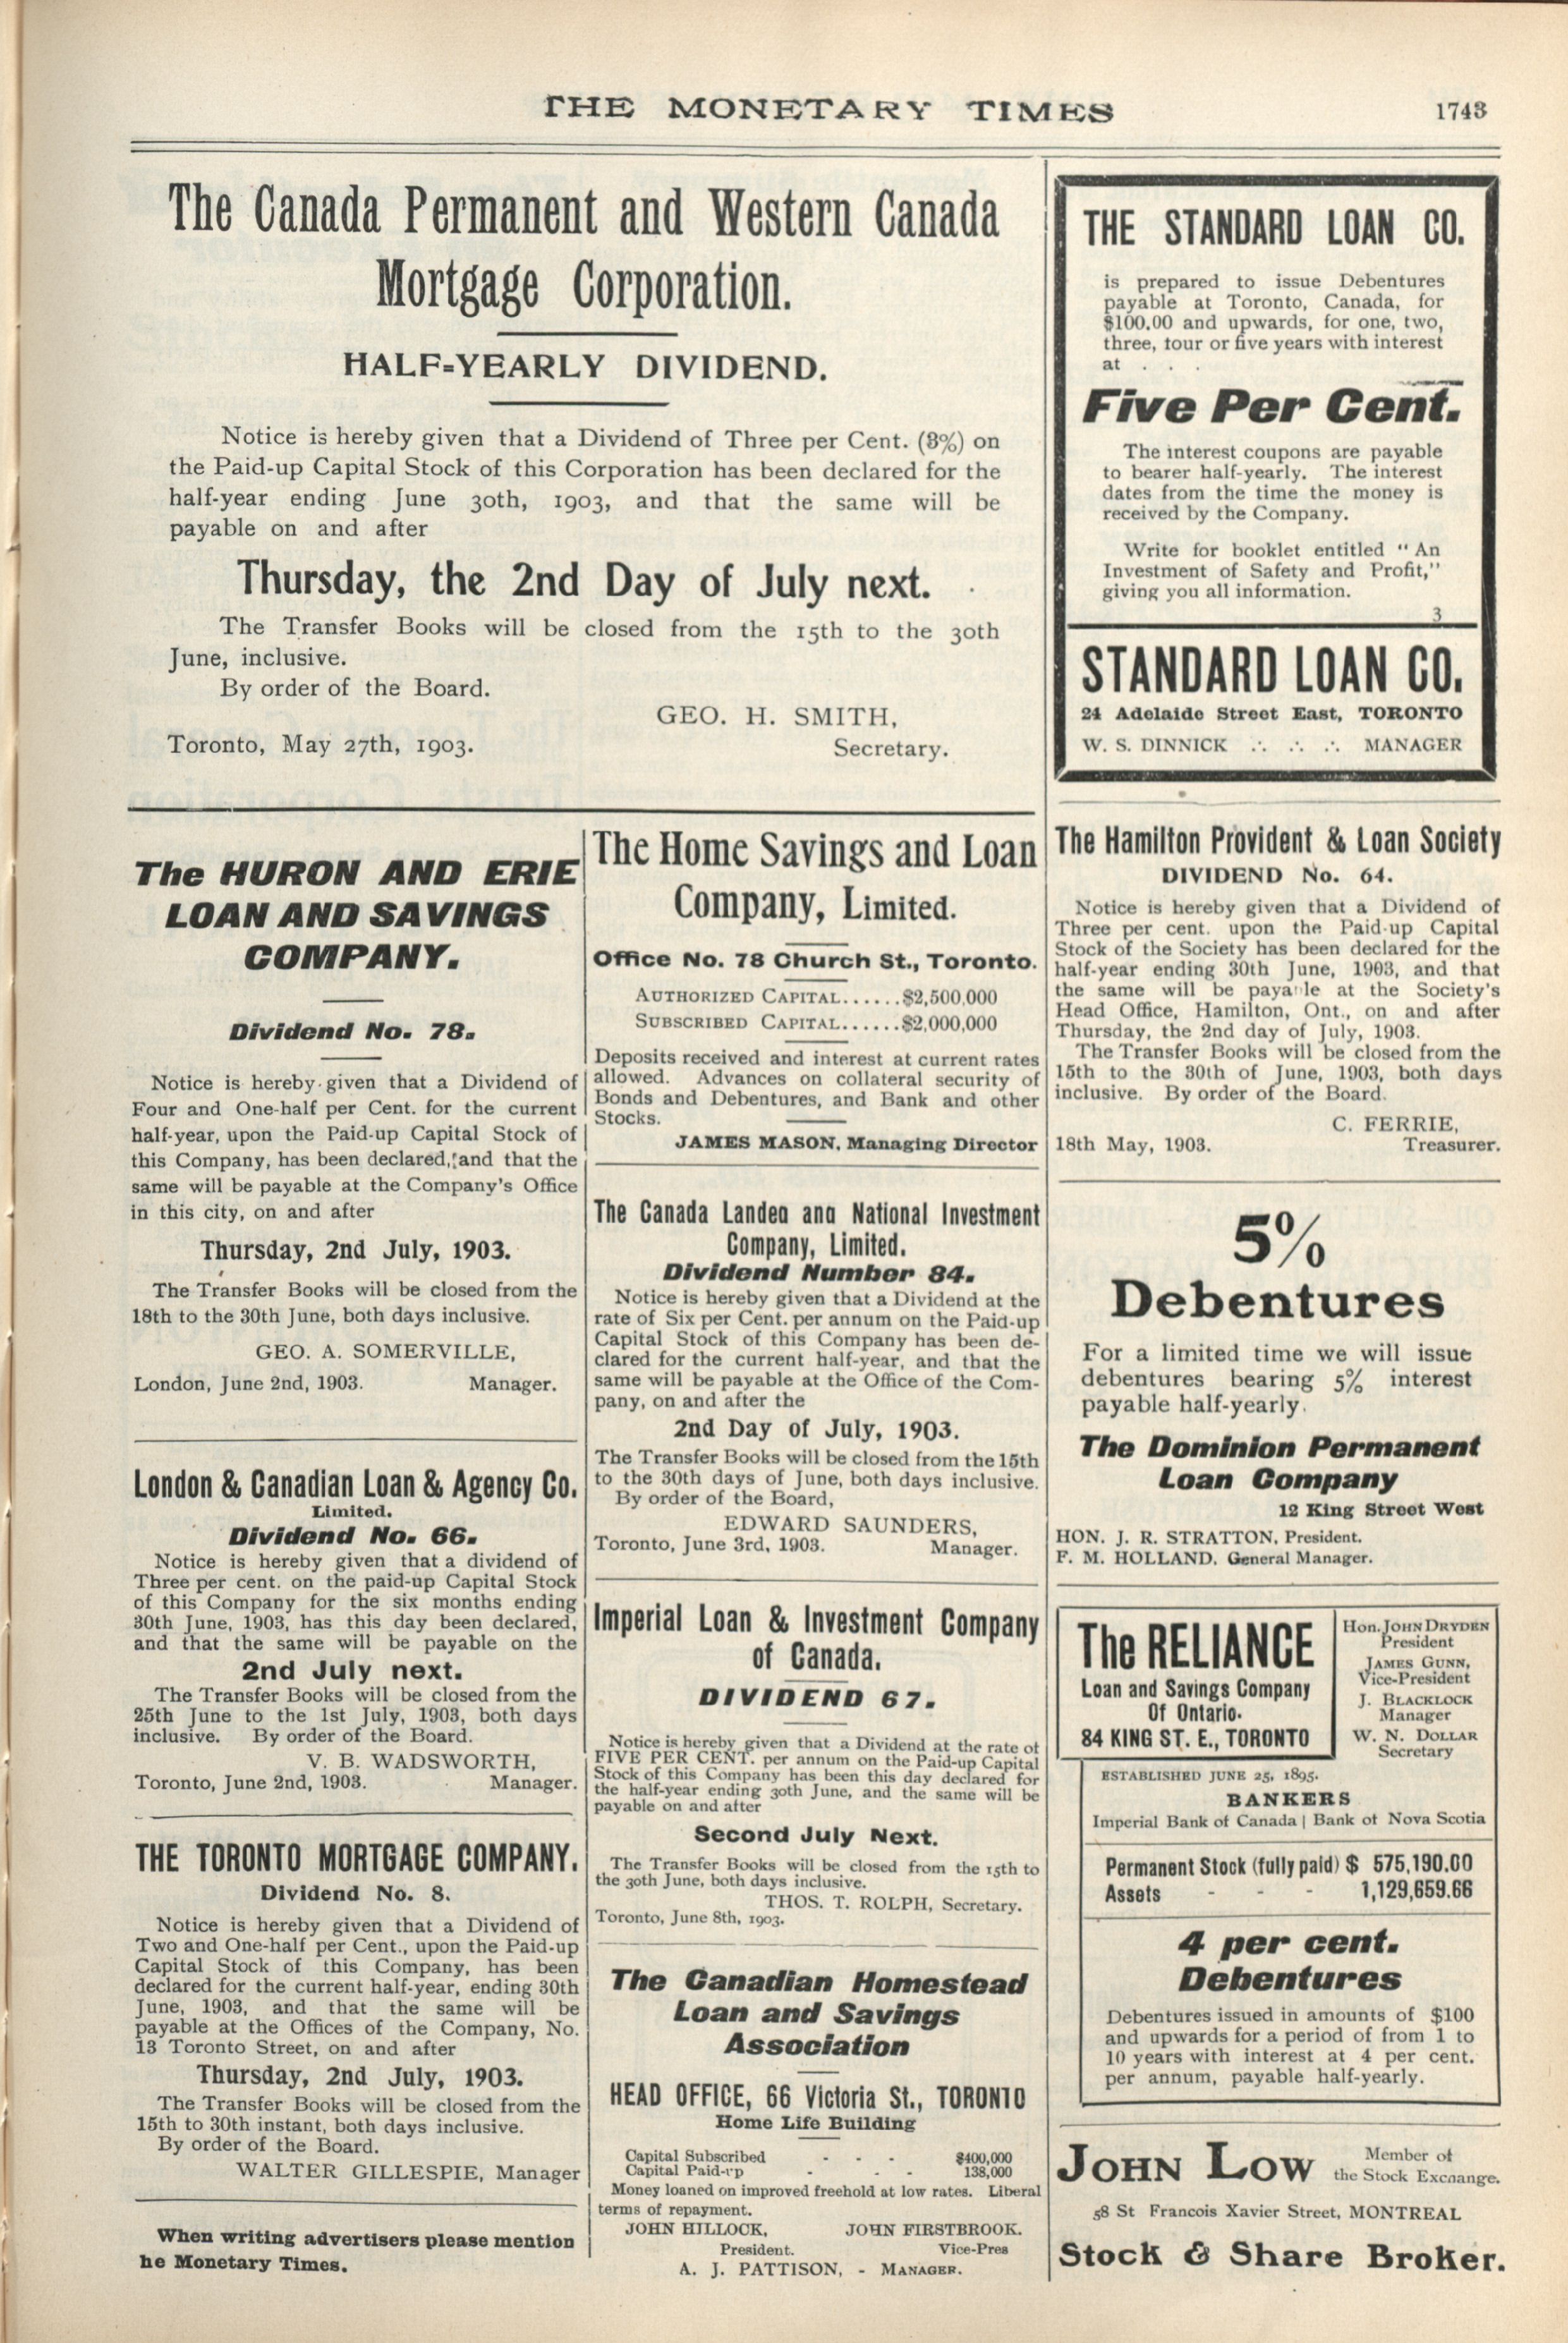 THE MONETARY TIMES 1743
The Canada Permanent and Western Canada
Mortgage Corporation.
HALF-YEARLY DIVIDEND.
Notice is hereby given that a Dividend of Three per Cent. (3%) on
the Paid-up Capital Stock of this Corporation has been declared for the
half-year ending June 30th, 1903, and that the same will be
payable on and after
Thursday, the 2nd Day of July next.
The Transfer Books will be closed from the 15th to the 30th
June, inclusive.
By order of the Board.
GEO. H. SMITH,
Toronto, May 27th, 1903. Secretary.
The HURON AND ERIE
LOAN AND SAVINGS
COMPANY.
Dividend No. 78.
Notice is hereby given that a Dividend of
Four and One-half per Cent. for the current
half-year, upon the Paid-up Capital Stock of
this Company, has been declared, and that the
same will be payable at the Company's Office
in this city, on and after
Thursday, 2nd July, 1903.
The Transfer Books will be closed from the
18th to the 30th June, both days inclusive.
GEO. A. SOMERVILLE,
London, June 2nd, 1903. Manager.
London & Canadian Loan & Agency Co.
Limited.
Dividend No. 66.
Notice is hereby given that a dividend of
Three per cent. on the paid-up Capital Stock
of this Company for the six months ending
30th June, 1903, has this day been declared,
and that the same will be payable on the
2nd July next.
The Transfer Books will be closed from the
25th June to the 1st July, 1903, both days
inclusive. By order of the Board.
V. B. WADSWORTH,
Toronto, June 2nd, 1903. Manager.
THE TORONTO MORTGAGE COMPANY.
Dividend No. 8.
Notice is hereby given that a Dividend of
Two and One-half per Cent., upon the Paid-up
Capital Stock of this Company, has been
declared for the current half-year, ending 30th
June, 1903, and that the same will be
payable at the Offices of the Company, No.
13 Toronto Street, on and after
Thursday, 2nd July, 1903.
The Transfer Books will be closed from the
15th to 30th instant, both days inclusive.
By order of the Board.
WALTER GILLESPIE, Manager
When writing advertisers please mention
he Monetary Times.
The Home Savings and Loan
Company, Limited.
Office No. 78 Church St., Toronto.
AUTHORIZED CAPITAL......$2,500,000
SUBSCRIBED CAPITAL......$2,000,000
Deposits received and interest at current rates
allowed. Advances on collateral security of
Bonds and Debentures, and Bank and other
Stocks.
JAMES MASON, Managing Director
The Canada Landed and National Investment
Company, Limited.
Dividend Number 84.
Notice is hereby given that a Dividend at the
rate of Six per Cent. per annum on the Paid-up
Capital Stock of this Company has been de-
clared for the current half-year, and that the
same will be payable at the Office of the Com-
pany, on and after the
2nd Day of July, 1903.
The Transfer Books will be closed from the 15th
to the 30th days of June, both days inclusive.
By order of the Board,
EDWARD SAUNDERS,
Toronto, June 3rd, 1903. Manager.
Imperial Loan & Investment Company
of Canada.
DIVIDEND 67.
Notice is hereby given that a Dividend at the rate of
FIVE PER CENT. per annum on the Paid-up Capital
Stock of this Company has been this day declared for
the half-year ending 30th June, and the same will be
payable on and after
Second July Next.
The Transfer Books will be closed from the 15th to
the 30th June, both days inclusive.
THOS. T. ROLPH, Secretary.
Toronto, June 8th, 1903.
The Canadian Homestead
Loan and Savings
Association
HEAD OFFICE, 66 Victoria St., TORONTO
Home Life Building
Capital Subscribed - - - $400,000
Capital Paid-up - - - 138,000
Money loaned on improved freehold at low rates. Liberal
terms of repayment.
JOHN HILLOCK, JOHN FIRSTBROOK.
President. Vice-Pres
A. J. PATTISON, - MANAGER.
THE STANDARD LOAN CO.
is prepared to issue Debentures
payable at Toronto, Canada, for
$100.00 and upwards, for one, two,
three, four or five years with interest
at . . .
Five Per Cent.
The interest coupons are payable
to bearer half-yearly. The interest
dates from the time the money is
received by the Company.
Write for booklet entitled "An
Investment of Safety and Profit,"
giving you all information.
3
STANDARD LOAN CO.
24 Adelaide Street East, TORONTO
W. S. DINNICK ∴ ∴ ∴ MANAGER
The Hamilton Provident & Loan Society
DIVIDEND No. 64.
Notice is hereby given that a Dividend of
Three per cent. upon the Paid-up Capital
Stock of the Society has been declared for the
half-year ending 30th June, 1903, and that
the same will be payable at the Society's
Head Office, Hamilton, Ont., on and after
Thursday, the 2nd day of July, 1903.
The Transfer Books will be closed from the
15th to the 30th of June, 1903, both days
inclusive. By order of the Board.
C. FERRIE,
18th May, 1903. Treasurer.
5%
Debentures
For a limited time we will issue
debentures bearing 5% interest
payable half-yearly.
The Dominion Permanent
Loan Company
12 King Street West
HON. J. R. STRATTON, President.
F. M. HOLLAND, General Manager.
The RELIANCE
Loan and Savings Company
Of Ontario.
84 KING ST. E., TORONTO
Hon. JOHN DRYDEN
President
JAMES GUNN,
Vice-President
J. BLACKLOCK
Manager
W. N. DOLLAR
Secretary
ESTABLISHED JUNE 25, 1895.
BANKERS
Imperial Bank of Canada | Bank of Nova Scotia
Permanent Stock (fully paid) $ 575,190.00
Assets - - - 1,129,659.66
4 per cent.
Debentures
Debentures issued in amounts of $100
and upwards for a period of from 1 to
10 years with interest at 4 per cent.
per annum, payable half-yearly.
JOHN LOW Member of
the Stock Exchange.
58 St Francois Xavier Street, MONTREAL
Stock & Share Broker.